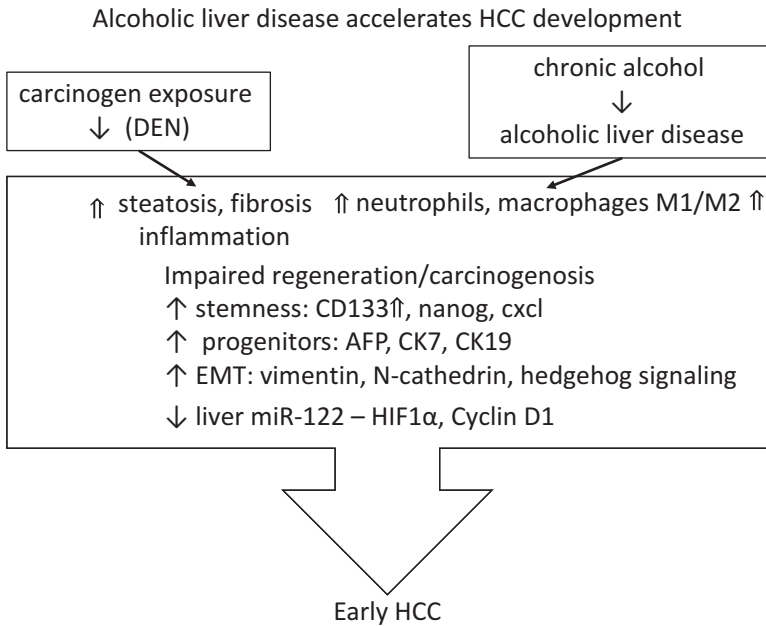 Alcoholic liver disease accelerates HCC development
carcinogen exposure
↓ (DEN)
chronic alcohol
↓
alcoholic liver disease
⇑ steatosis, fibrosis ⇑ neutrophils, macrophages M1/M2 ⇑
inflammation
Impaired regeneration/carcinogenosis
↑ stemness: CD133⇑, nanog, cxcl
↑ progenitors: AFP, CK7, CK19
↑ EMT: vimentin, N-cathedrin, hedgehog signaling
↓ liver miR-122 – HIF1α, Cyclin D1
Early HCC